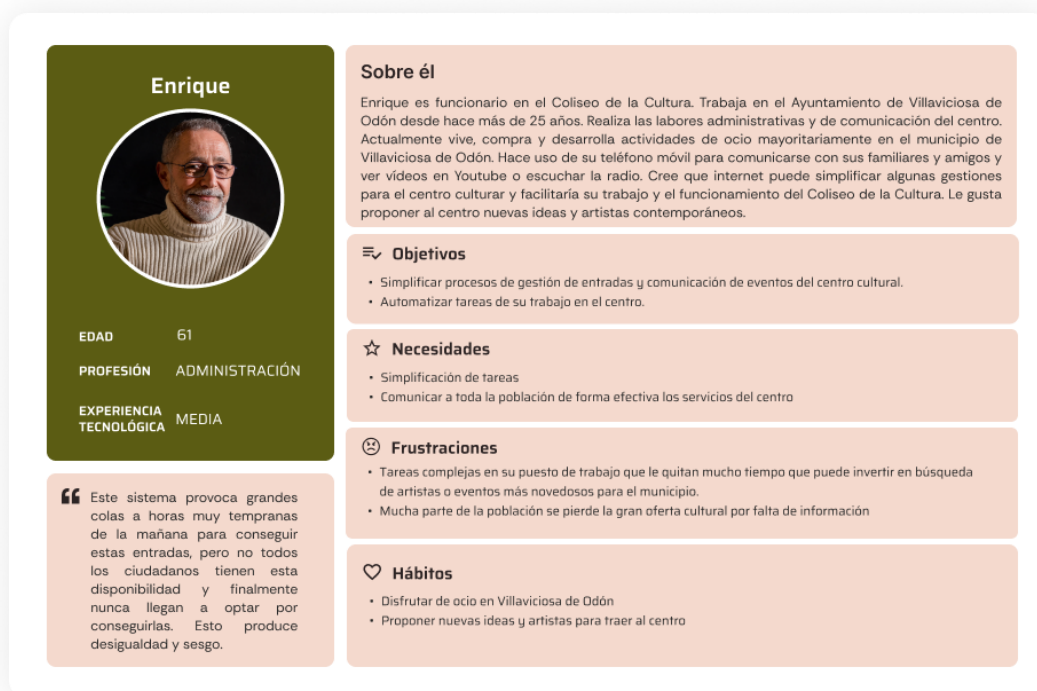 Enrique
EDAD 61
PROFESIÓN ADMINISTRACIÓN
EXPERIENCIA
TECNOLÓGICA MEDIA
“ Este sistema provoca grandes
colas a horas muy tempranas
de la mañana para conseguir
estas entradas, pero no todos
los ciudadanos tienen esta
disponibilidad y finalmente
nunca llegan a optar por
conseguirlas. Esto produce
desigualdad y sesgo.
Sobre él
Enrique es funcionario en el Coliseo de la Cultura. Trabaja en el Ayuntamiento de Villaviciosa de
Odón desde hace más de 25 años. Realiza las labores administrativas y de comunicación del centro.
Actualmente vive, compra y desarrolla actividades de ocio mayoritariamente en el municipio de
Villaviciosa de Odón. Hace uso de su teléfono móvil para comunicarse con sus familiares y amigos y
ver vídeos en Youtube o escuchar la radio. Cree que internet puede simplificar algunas gestiones
para el centro culturar y facilitaría su trabajo y el funcionamiento del Coliseo de la Cultura. Le gusta
proponer al centro nuevas ideas y artistas contemporáneos.
Objetivos
• Simplificar procesos de gestión de entradas y comunicación de eventos del centro cultural.
• Automatizar tareas de su trabajo en el centro.
Necesidades
• Simplificación de tareas
• Comunicar a toda la población de forma efectiva los servicios del centro
Frustraciones
• Tareas complejas en su puesto de trabajo que le quitan mucho tiempo que puede invertir en búsqueda
de artistas o eventos más novedosos para el municipio.
• Mucha parte de la población se pierde la gran oferta cultural por falta de información
Hábitos
• Disfrutar de ocio en Villaviciosa de Odón
• Proponer nuevas ideas y artistas para traer al centro